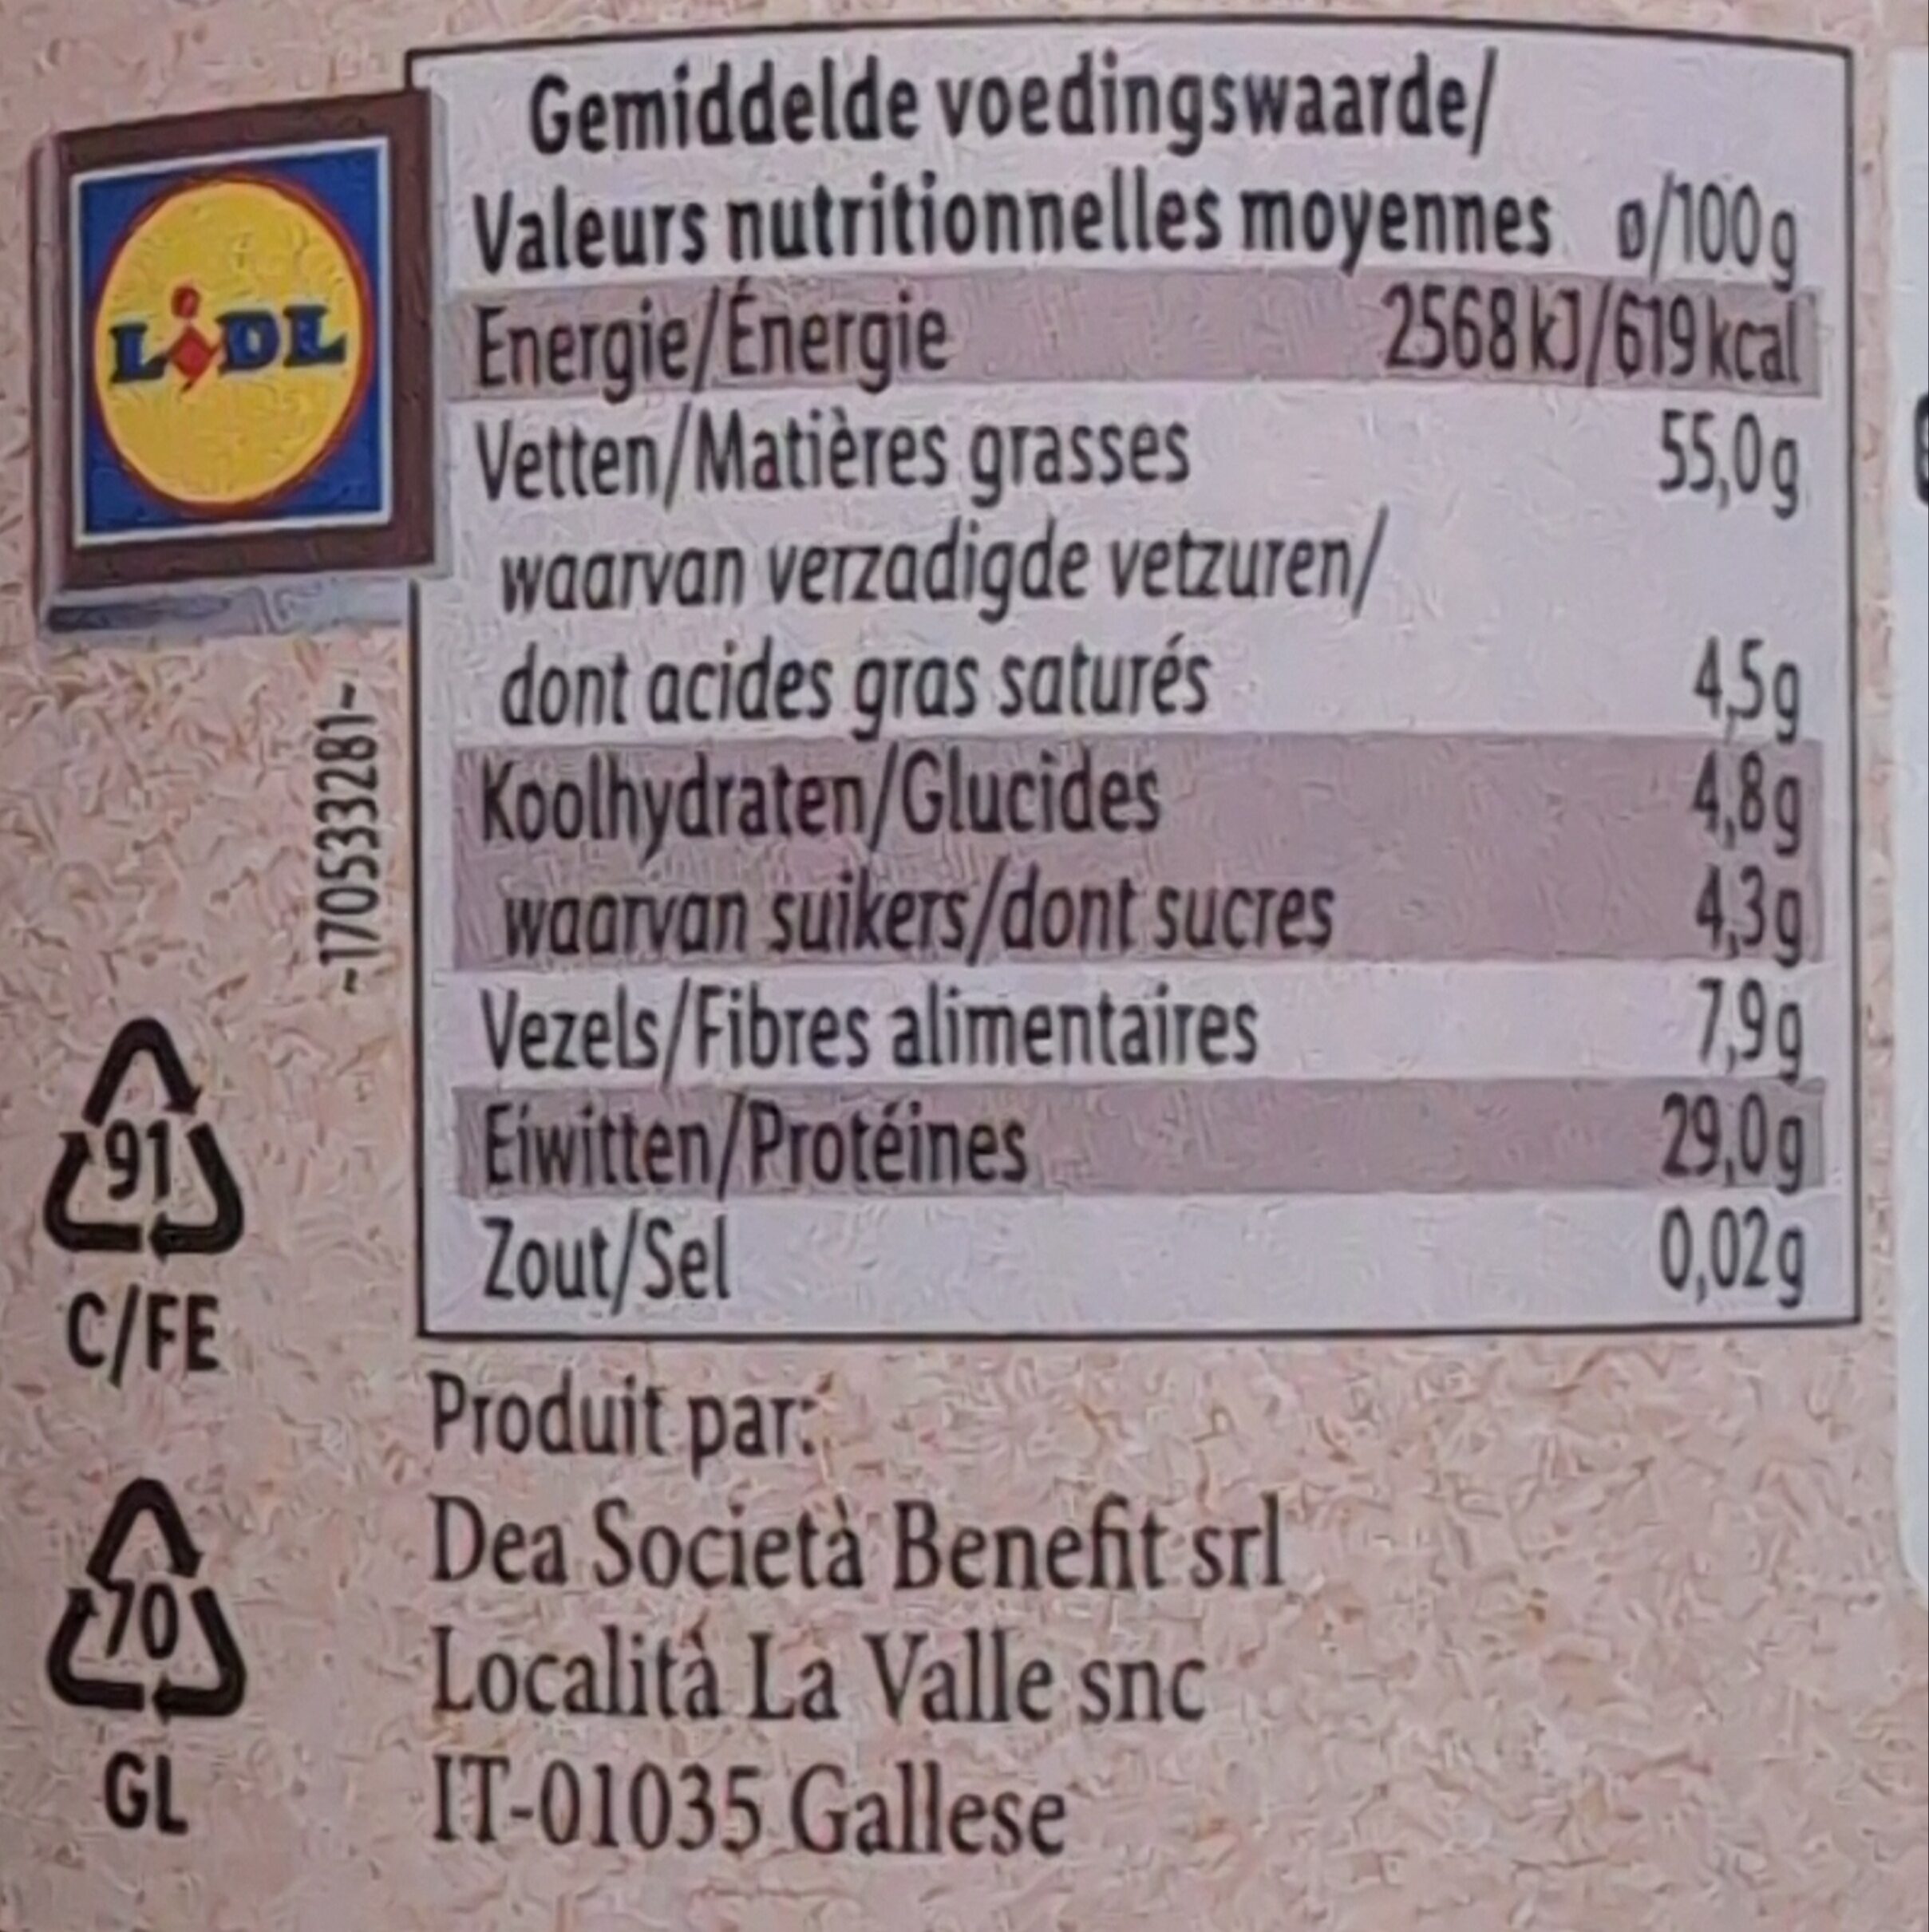 LIDL
Gemiddelde voedingswaarde/
Valeurs nutritionnelles moyennes ø/100g
Energie/Énergie 2568 kJ/619 kcal
Vetten/Matières grasses 55,0g
waarvan verzadigde vetzuren/
dont acides gras saturés 4,5g
Koolhydraten/Glucides 4,8g
waarvan suikers/dont sucres 4,3g
Vezels/Fibres alimentaires 7,9g
Eiwitten/Protéines 29,0g
Zout/Sel 0,02g
~170533281~
91
C/FE
70
GL
Produit par:
Dea Società Benefit srl
Località La Valle snc
IT-01035 Gallese